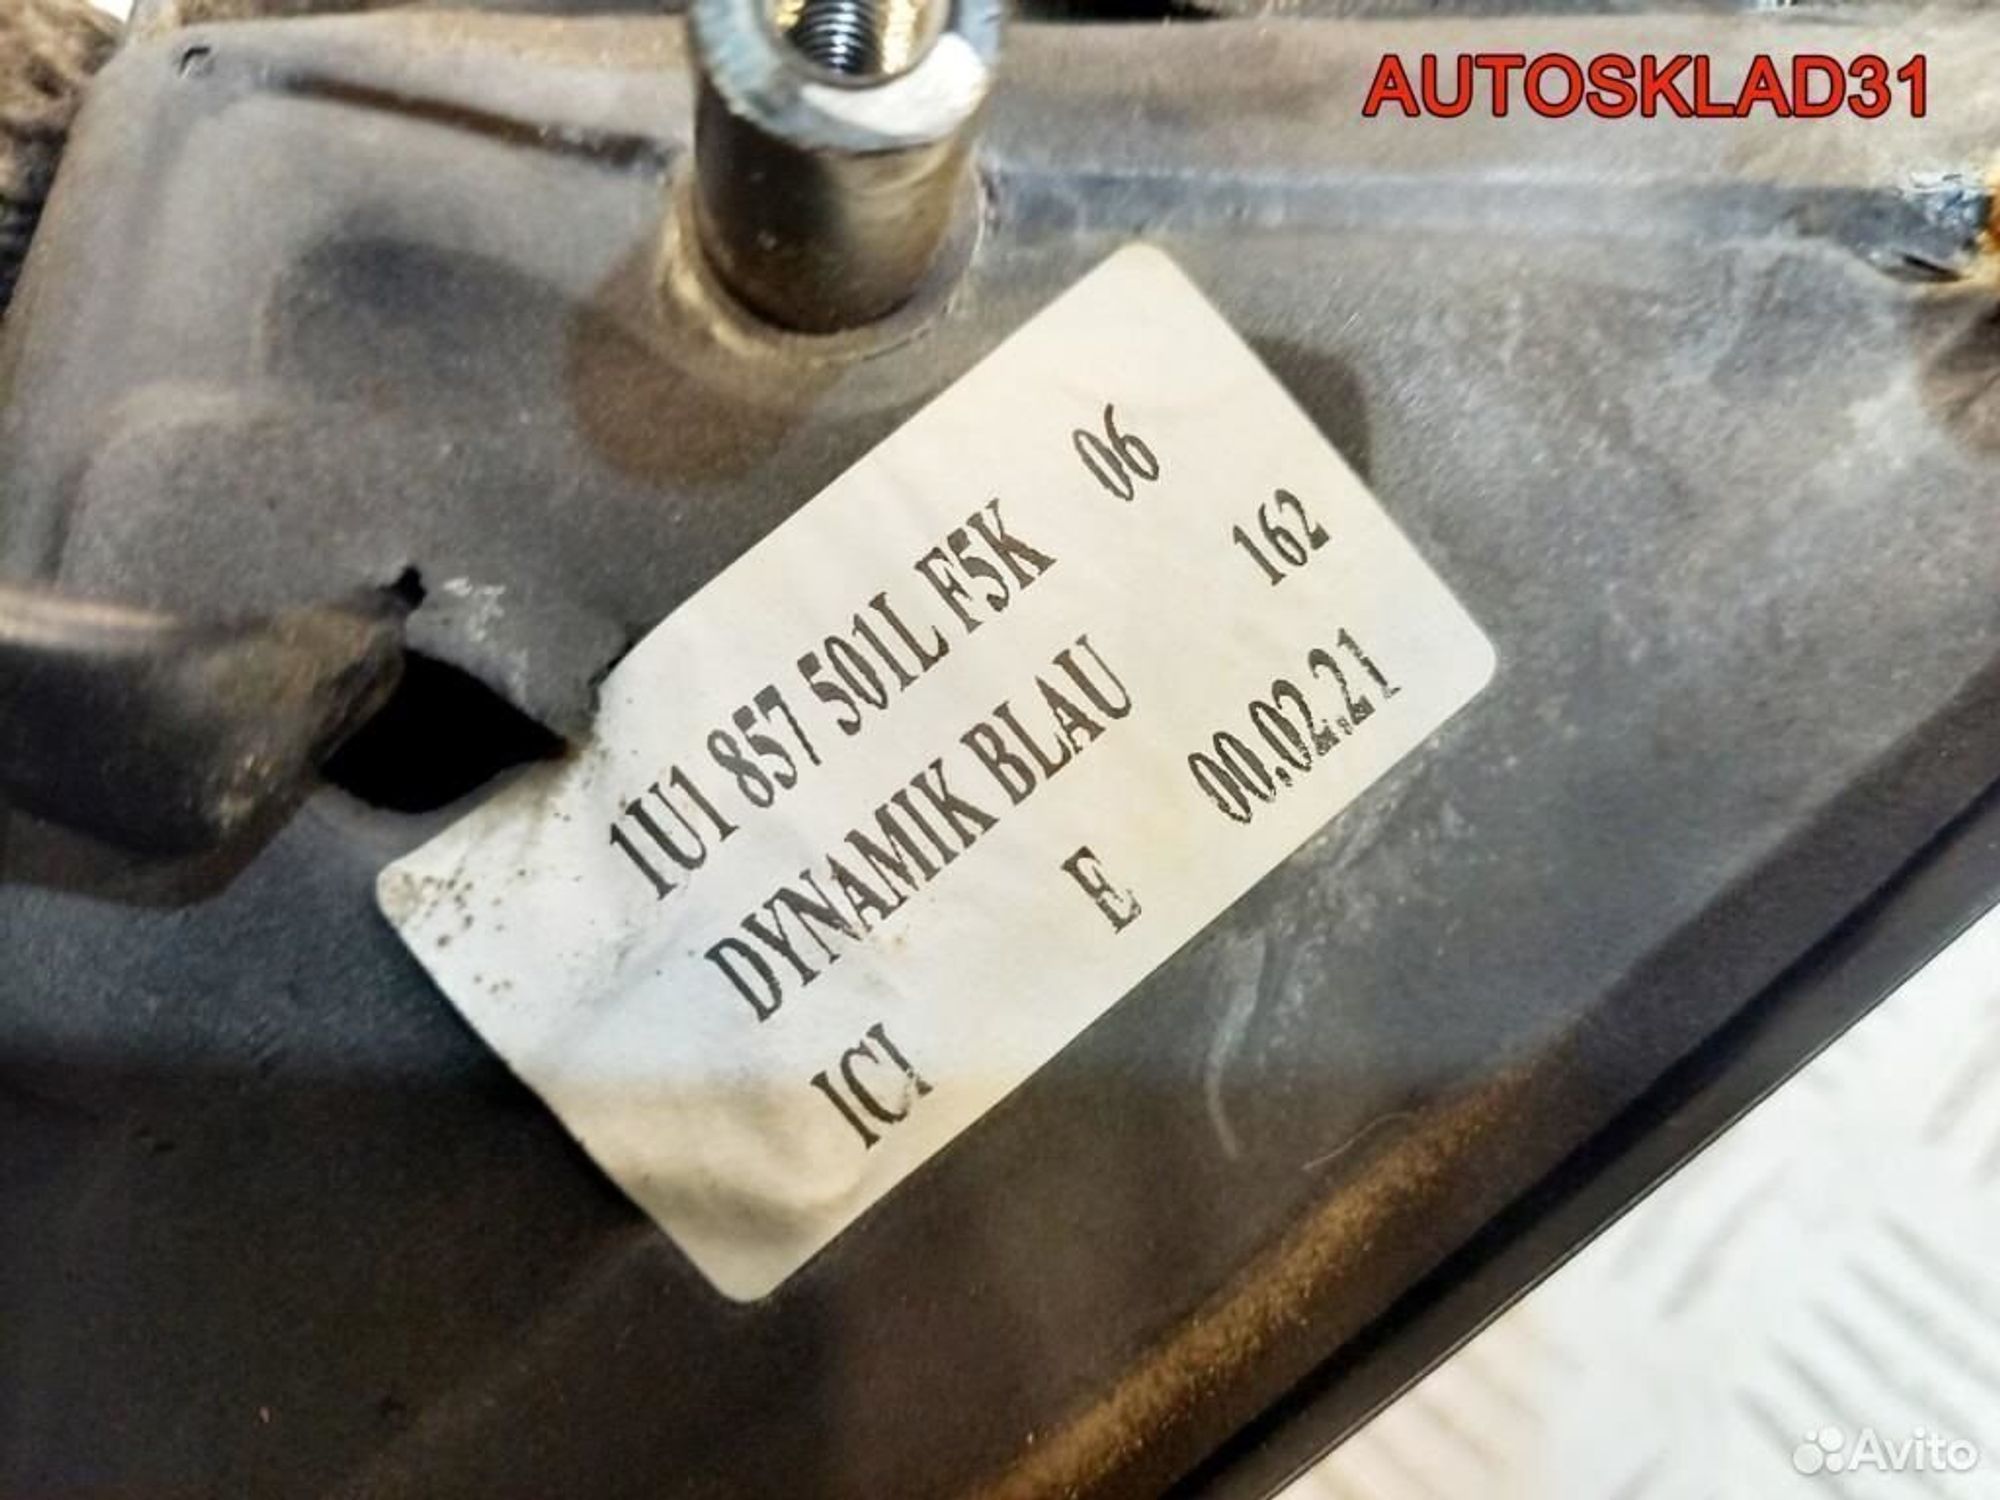 AUTOSKLAD31
1U1 857 501L F5K 06
DYNAMIK BLAU 162
ICI E 00.02.21
Avito